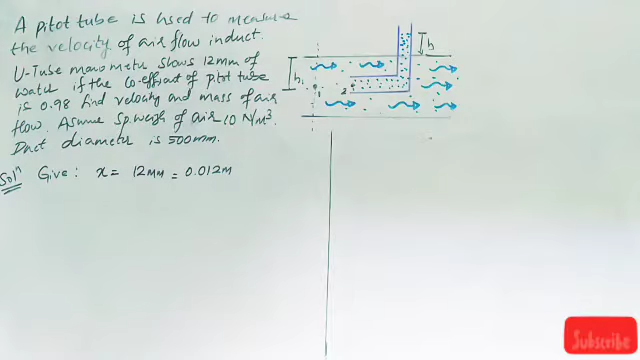 A pitot tube is used to measure
the velocity of air flow in duct.
U-Tube manometer shows 12mm of
water if the co-efficient of pitot tube
is 0.98 find velocity and mass of air
flow. Assume sp. weigh of air 10 N/m³.
Duct diameter is 500mm.
Solⁿ Give: x = 12mm = 0.012m
h
h
1
2
Subscribe